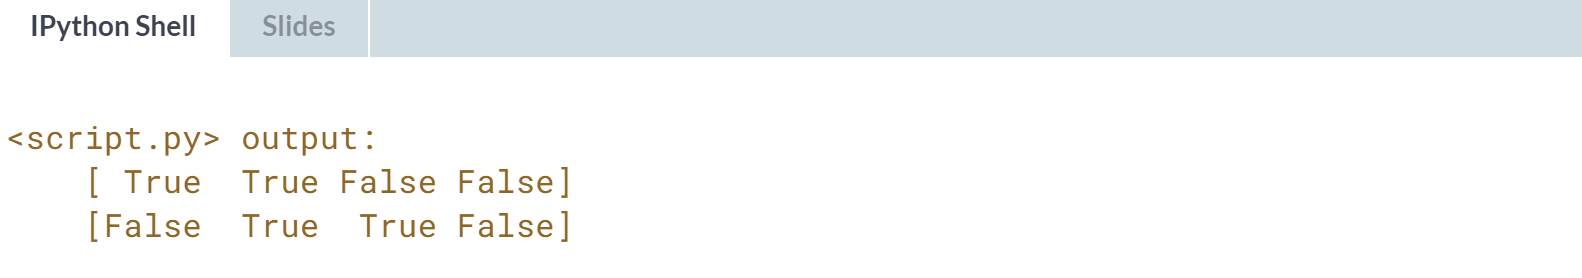 IPython Shell Slides
<script.py> output:
    [ True  True False False]
    [False  True  True False]